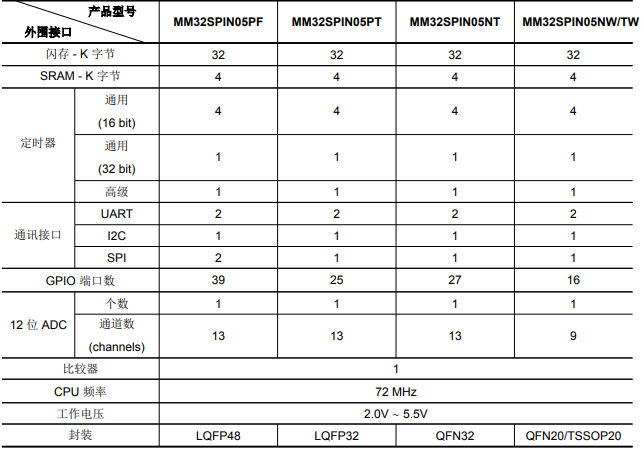 产品型号 MM32SPIN05PF MM32SPIN05PT MM32SPIN05NT MM32SPIN05NW/TW
外围接口
闪存 - K 字节 32 32 32 32
SRAM - K 字节 4 4 4 4
定时器 通用 (16 bit) 4 4 4 4
通用 (32 bit) 1 1 1 1
高级 1 1 1 1
通讯接口 UART 2 2 2 2
I2C 1 1 1 1
SPI 2 1 1 1
GPIO 端口数 39 25 27 16
12 位 ADC 个数 1 1 1 1
通道数 (channels) 13 13 13 9
比较器 1
CPU 频率 72 MHz
工作电压 2.0V ~ 5.5V
封装 LQFP48 LQFP32 QFN32 QFN20/TSSOP20